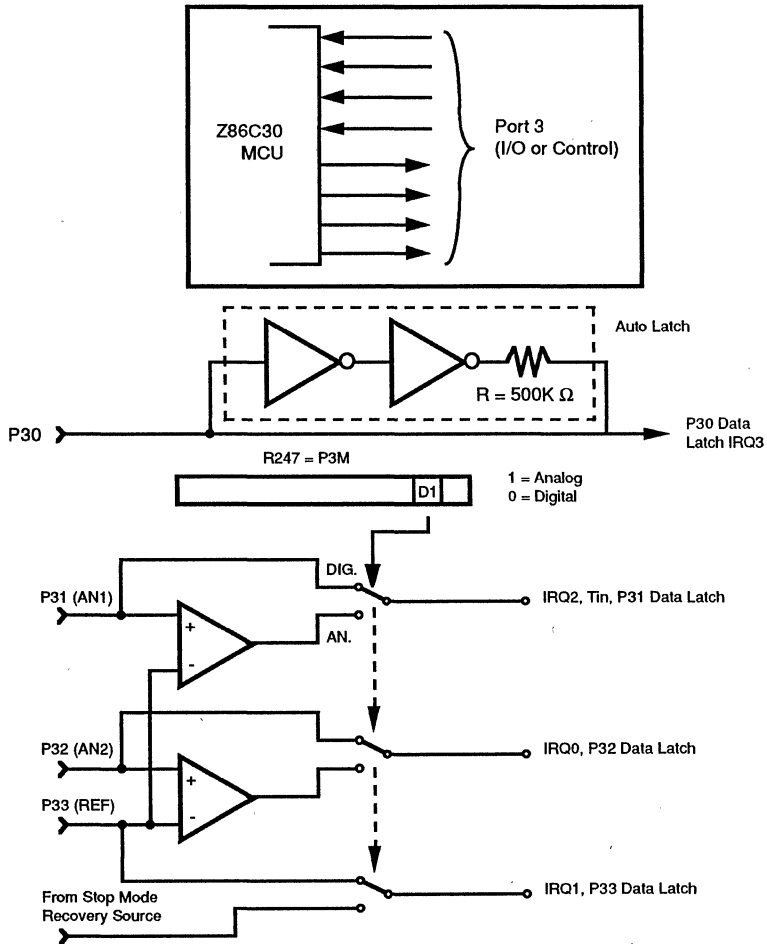 Z86C30
MCU
Port 3
(I/O or Control)
Auto Latch
R = 500K Ω
P30
P30 Data
Latch IRQ3
R247 = P3M
D1
1 = Analog
0 = Digital
DIG.
P31 (AN1)
IRQ2, Tin, P31 Data Latch
+
AN.
-
P32 (AN2)
IRQ0, P32 Data Latch
+
P33 (REF)
-
IRQ1, P33 Data Latch
From Stop Mode
Recovery Source